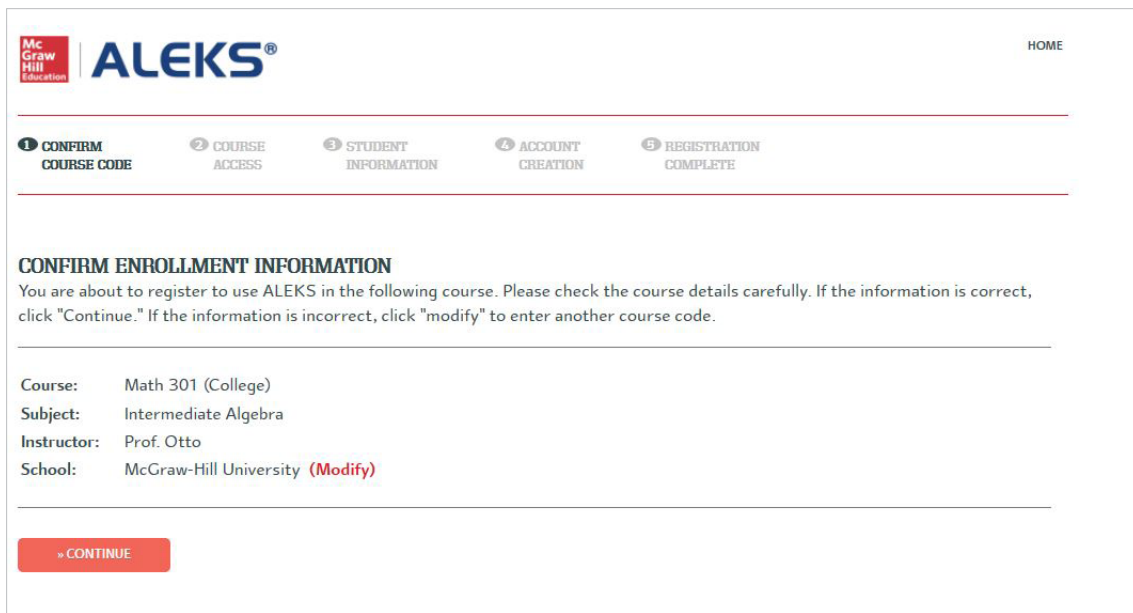 Mc
Graw
Hill
Education
ALEKS®
HOME
1 CONFIRM COURSE CODE
2 COURSE ACCESS
3 STUDENT INFORMATION
4 ACCOUNT CREATION
5 REGISTRATION COMPLETE
CONFIRM ENROLLMENT INFORMATION
You are about to register to use ALEKS in the following course. Please check the course details carefully. If the information is correct,
click "Continue." If the information is incorrect, click "modify" to enter another course code.
Course: Math 301 (College)
Subject: Intermediate Algebra
Instructor: Prof. Otto
School: McGraw-Hill University (Modify)
» CONTINUE